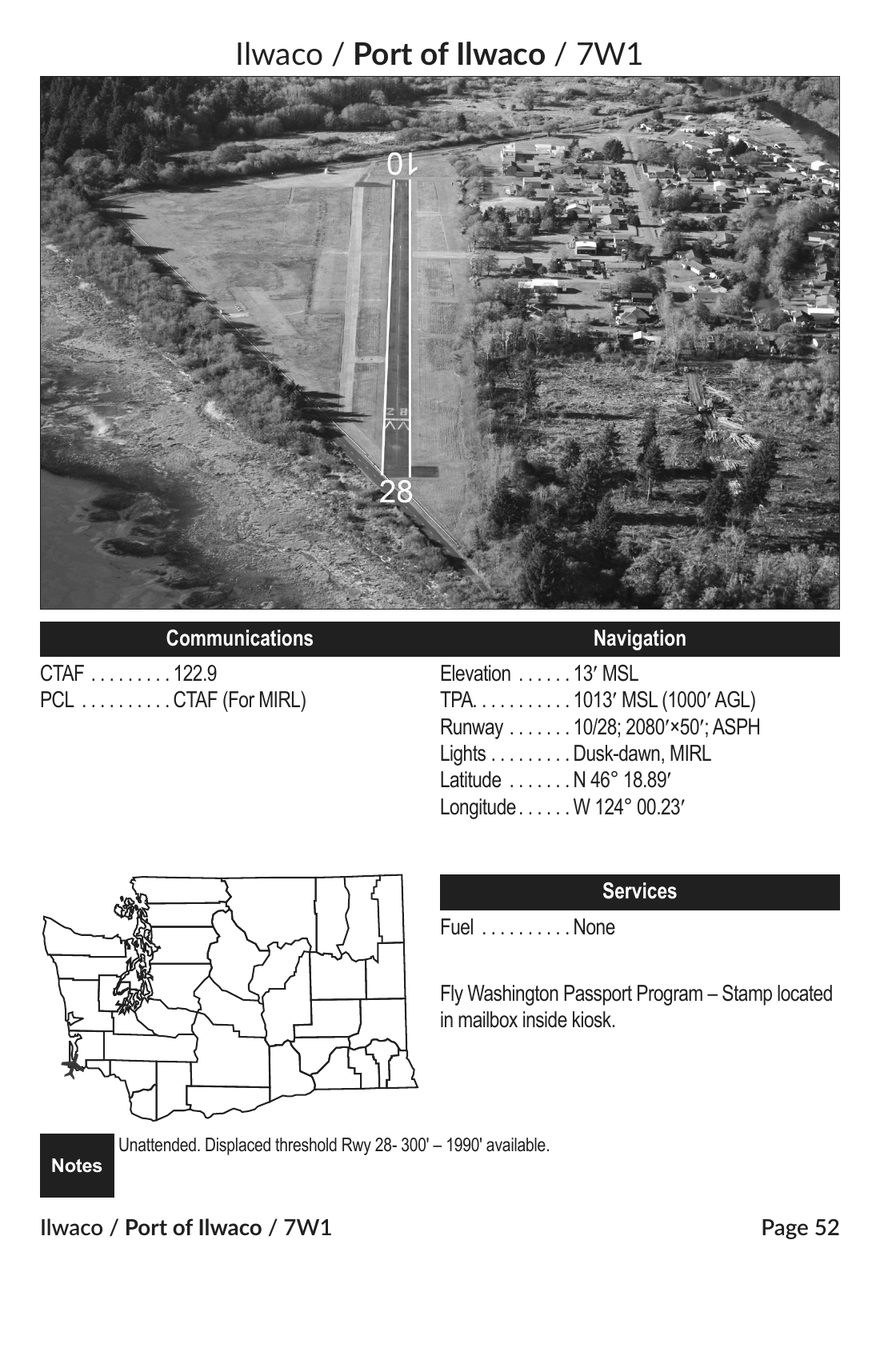 Ilwaco / Port of Ilwaco / 7W1
10
28
28
Communications
CTAF . . . . . . . . . 122.9
PCL . . . . . . . . . . CTAF (For MIRL)
Navigation
Elevation . . . . . . 13′ MSL
TPA. . . . . . . . . . . 1013′ MSL (1000′ AGL)
Runway . . . . . . . 10/28; 2080′×50′; ASPH
Lights . . . . . . . . . Dusk-dawn, MIRL
Latitude . . . . . . . N 46° 18.89′
Longitude . . . . . . W 124° 00.23′
Services
Fuel . . . . . . . . . . None
Fly Washington Passport Program – Stamp located
in mailbox inside kiosk.
Notes
Unattended. Displaced threshold Rwy 28- 300' – 1990' available.
Ilwaco / Port of Ilwaco / 7W1
Page 52